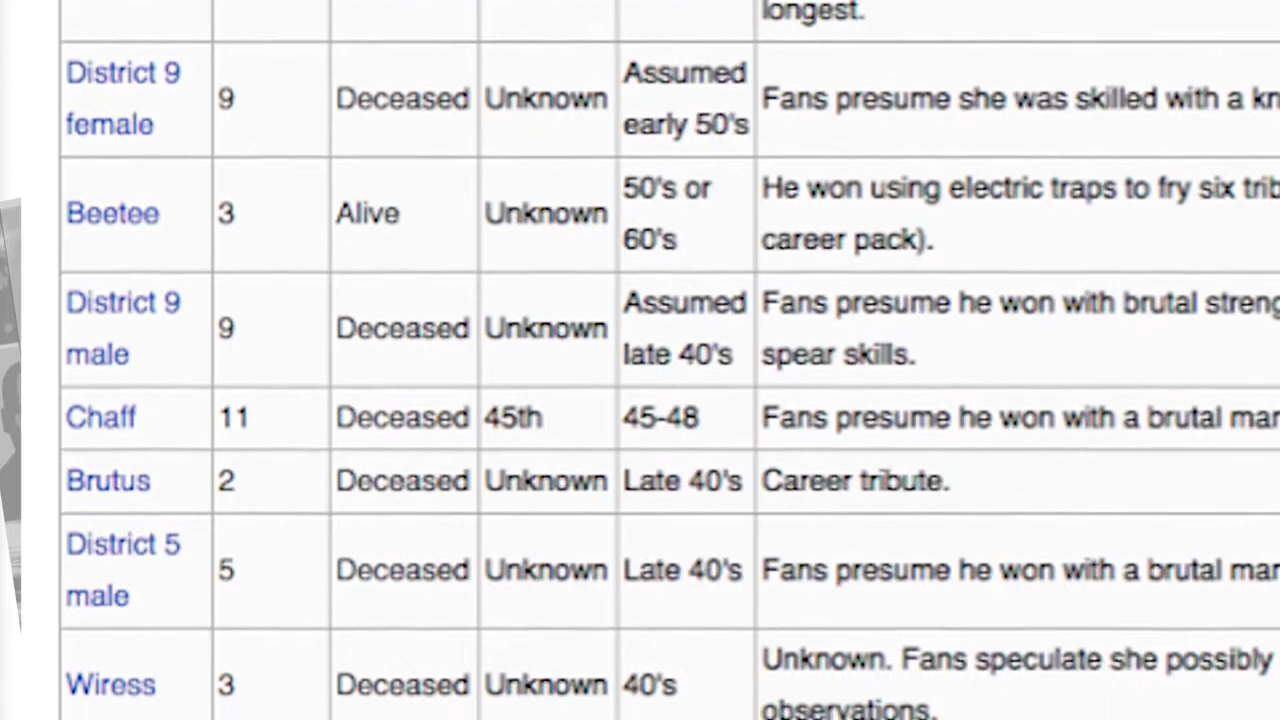 longest.
District 9 female 9 Deceased Unknown Assumed early 50's Fans presume she was skilled with a
Beetee 3 Alive Unknown 50's or 60's He won using electric traps to fry six career pack).
District 9 male 9 Deceased Unknown Assumed late 40's Fans presume he won with brutal spear skills.
Chaff 11 Deceased 45th 45-48 Fans presume he won with a brutal
Brutus 2 Deceased Unknown Late 40's Career tribute.
District 5 male 5 Deceased Unknown Late 40's Fans presume he won with a brutal
Wiress 3 Deceased Unknown 40's Unknown. Fans speculate she possibly observations.